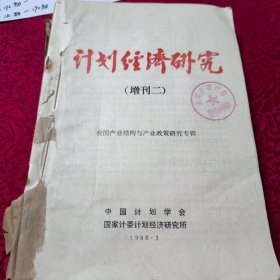 计划经济研究
（增刊二）
我国产业结构与产业政策研究专辑
中国计划学会
国家计委计划经济研究所
1988·3